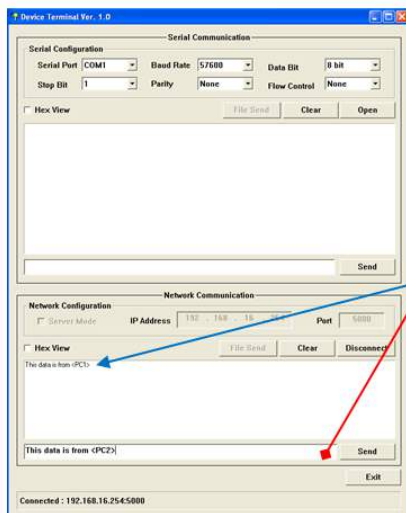 Device Terminal Ver. 1.0
Serial Communication
Serial Configuration
Serial Port COM1 Baud Rate 57600 Data Bit 8 bit
Stop Bit 1 Parity None Flow Control None
Hex View File Send Clear Open
Send
Network Communication
Network Configuration
Server Mode IP Address 192 . 168 . 16 . 254 Port 5000
Hex View File Send Clear Disconnect
This data is from <PC1>
This data is from <PC2> Send
Exit
Connected : 192.168.16.254:5000